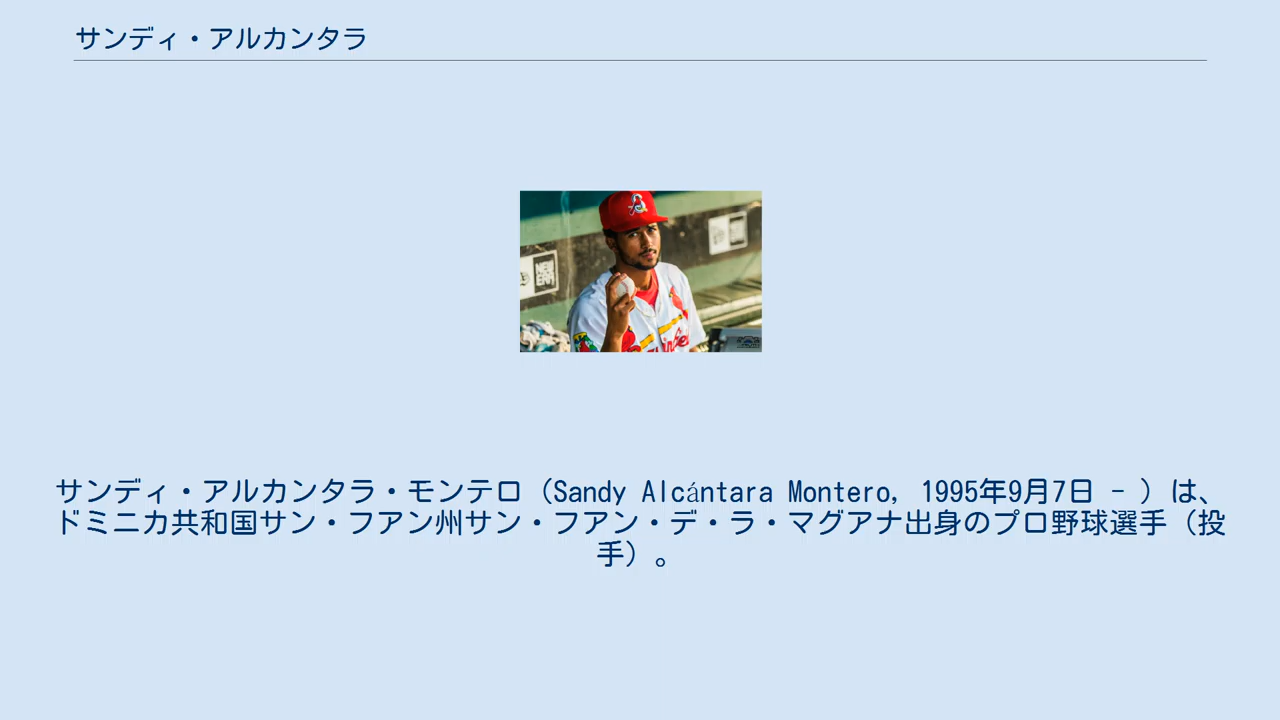 サンディ・アルカンタラ
NEW
ERA
サンディ・アルカンタラ・モンテロ（Sandy Alcántara Montero, 1995年9月7日 - ）は、
ドミニカ共和国サン・フアン州サン・フアン・デ・ラ・マグアナ出身のプロ野球選手（投
手）。